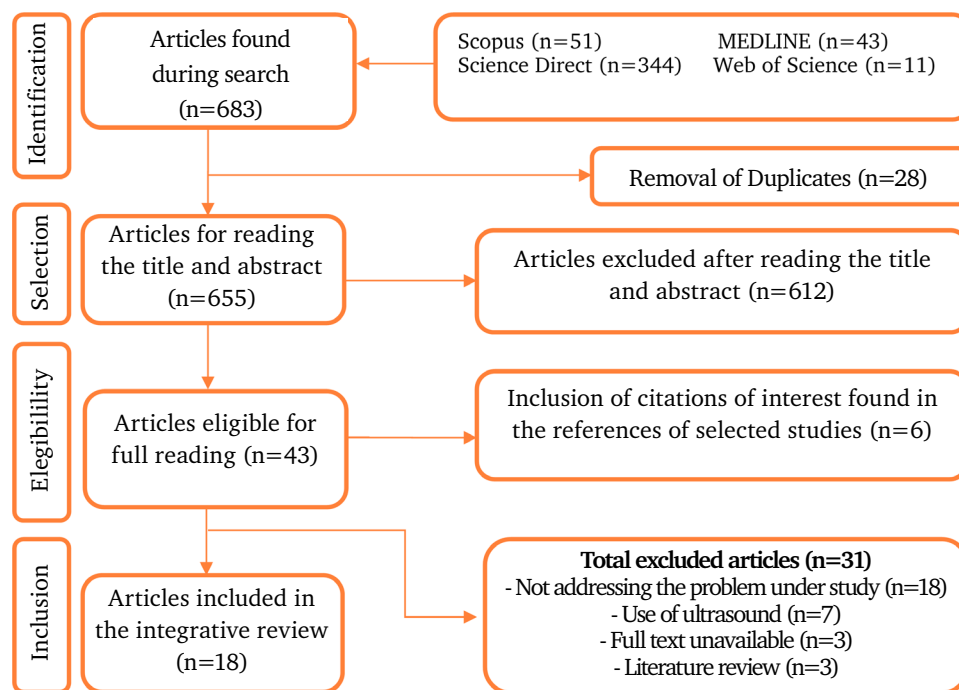 Identification
Articles found
during search
(n=683)
Scopus (n=51) MEDLINE (n=43)
Science Direct (n=344) Web of Science (n=11)
Removal of Duplicates (n=28)
Selection
Articles for reading
the title and abstract
(n=655)
Articles excluded after reading the title
and abstract (n=612)
Elegibility
Articles eligible for
full reading (n=43)
Inclusion of citations of interest found in
the references of selected studies (n=6)
Inclusion
Articles included in
the integrative review
(n=18)
Total excluded articles (n=31)
- Not addressing the problem under study (n=18)
- Use of ultrasound (n=7)
- Full text unavailable (n=3)
- Literature review (n=3)